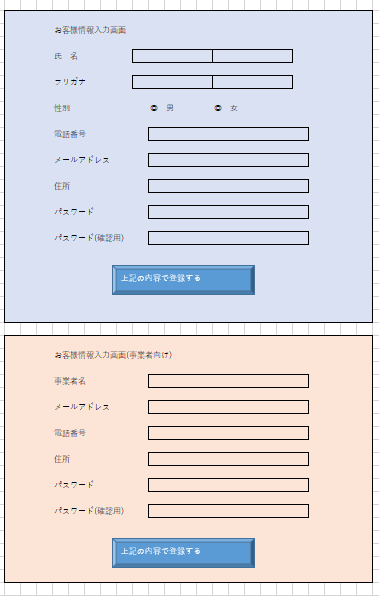 お客様情報入力画面
氏　名
フリガナ
性別　◎　男　◎　女
電話番号
メールアドレス
住所
パスワード
パスワード(確認用)
上記の内容で登録する
お客様情報入力画面(事業者向け)
事業者名
メールアドレス
電話番号
住所
パスワード
パスワード(確認用)
上記の内容で登録する